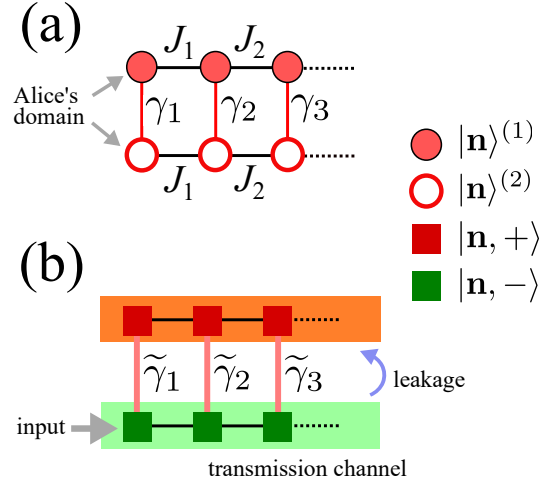 (a)
J₁ J₂
Alice's
domain
γ₁ γ₂ γ₃
J₁ J₂
|n⟩⁽¹⁾
|n⟩⁽²⁾
|n, +⟩
|n, −⟩
(b)
γ̃₁ γ̃₂ γ̃₃
leakage
input
transmission channel